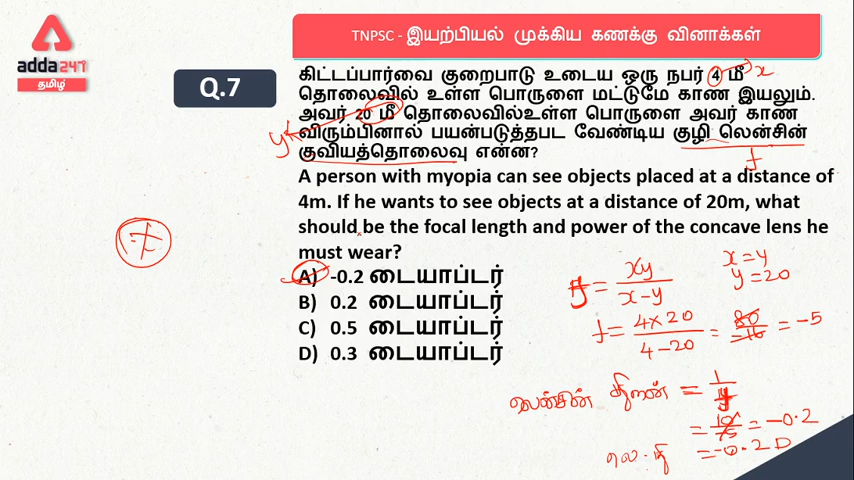 TNPSC - இயற்பியல் முக்கிய கணக்கு வினாக்கள்
adda247
தமிழ்
Q.7
கிட்டப்பார்வை குறைபாடு உடைய ஒரு நபர் 4 மீ x
தொலைவில் உள்ள பொருளை மட்டுமே காண இயலும்.
அவர் 20 மீ தொலைவில்உள்ள பொருளை அவர் காண
y விரும்பினால் பயன்படுத்தபட வேண்டிய குழி லென்சின்
குவியத்தொலைவு என்ன? f
A person with myopia can see objects placed at a distance of
4m. If he wants to see objects at a distance of 20m, what
should be the focal length and power of the concave lens he
must wear?
A) -0.2 டையாப்டர்
B) 0.2 டையாப்டர்
C) 0.5 டையாப்டர்
D) 0.3 டையாப்டர்
x = y
y = 20
f = xy / x - y
f = 4 x 20 / 4 - 20 = 80 / -16 = -5
லென்சின் திறன் = 1 / f
= -0.2
= -0.2 D